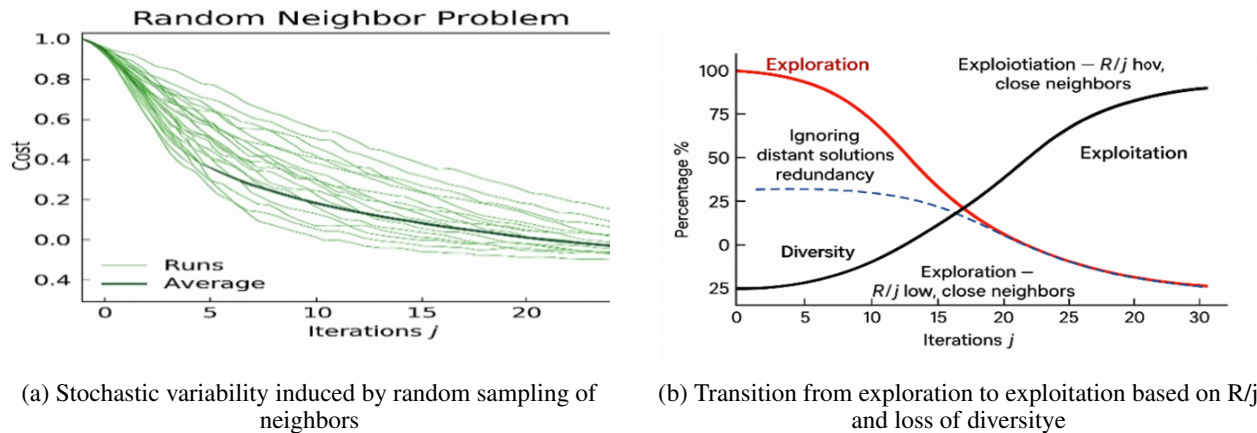 Random Neighbor Problem
1.0
0.8
0.6
0.4
0.2
0.0
0.4
Cost
Runs
Average
0
5
10
15
20
Iterations j
(a) Stochastic variability induced by random sampling of
neighbors
100
75
50
25
0
25
Percentage %
Exploration
Exploiotiation – R/j hov,
close neighbors
Ignoring
distant solutions
redundancy
Exploitation
Diversity
Exploration –
R/j low, close neighbors
0
5
10
15
20
25
20
30
Iterations j
(b) Transition from exploration to exploitation based on R/j
and loss of diversitye